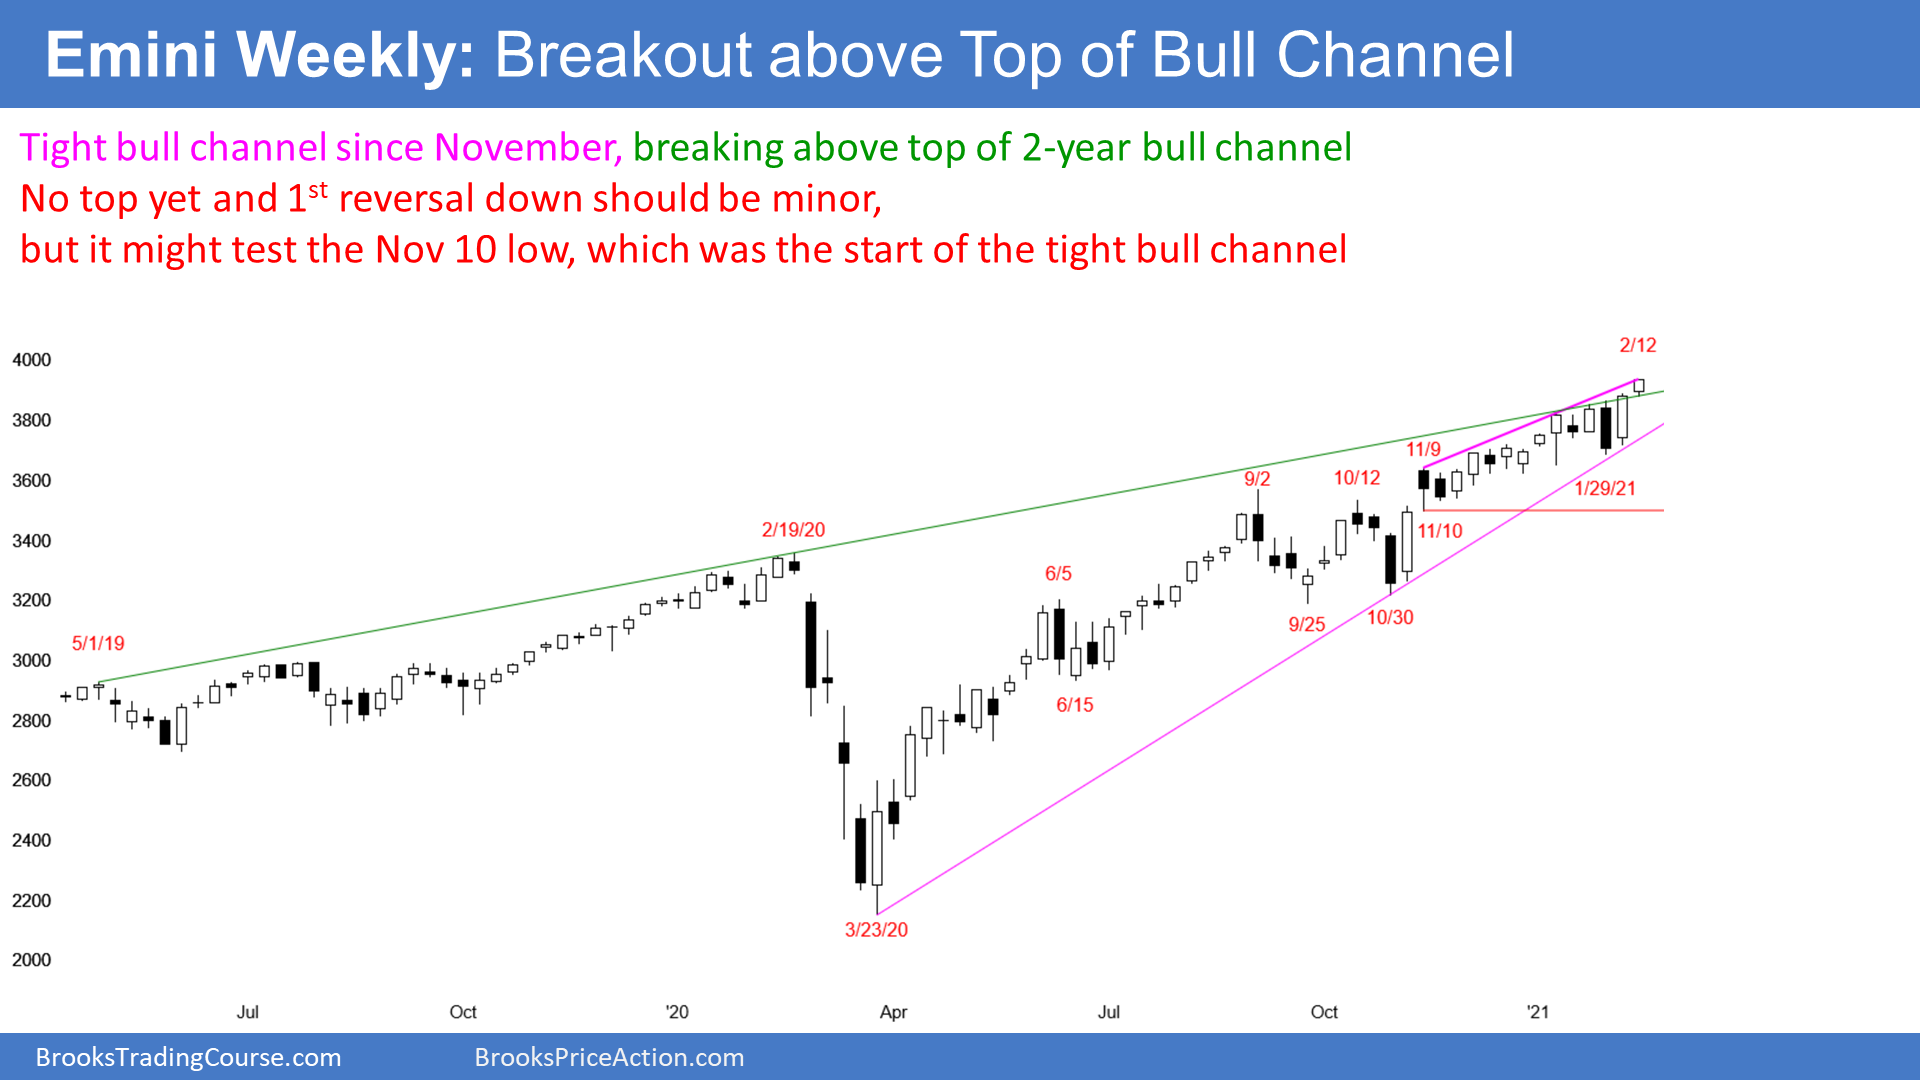 Emini Weekly: Breakout above Top of Bull Channel
Tight bull channel since November, breaking above top of 2-year bull channel
No top yet and 1st reversal down should be minor,
but it might test the Nov 10 low, which was the start of the tight bull channel
2/12
4000
3800
11/9
3600
9/2
10/12
1/29/21
3400
2/19/20
11/10
3200
6/5
9/25
10/30
3000
5/1/19
2800
6/15
2600
2400
2200
3/23/20
2000
Jul
Oct
'20
Apr
Jul
Oct
'21
BrooksTradingCourse.com
BrooksPriceAction.com